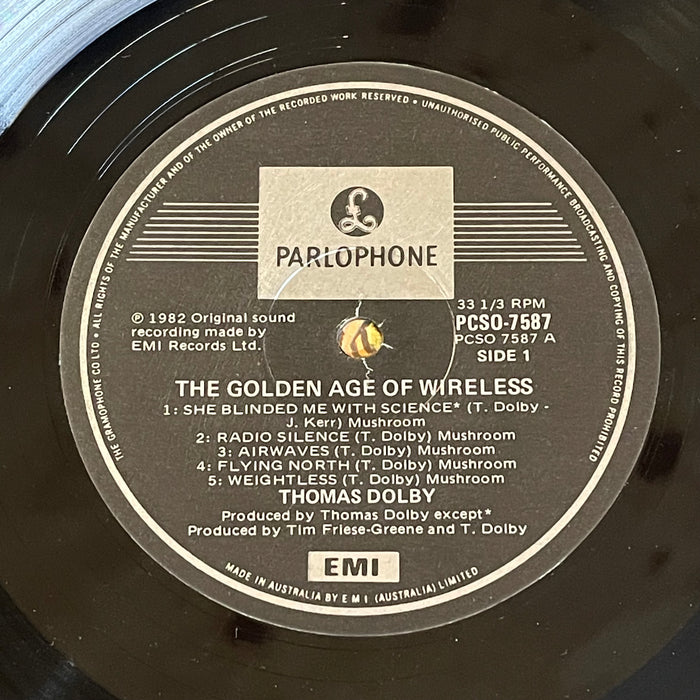 THE GRAMOPHONE CO LTD • ALL RIGHTS OF THE MANUFACTURER AND OF THE OWNER OF THE RECORDED WORK RESERVED • UNAUTHORISED PUBLIC PERFORMANCE BROADCASTING AND COPYING OF THIS RECORD PROHIBITED
£
PARLOPHONE
℗ 1982 Original sound
recording made by
EMI Records Ltd.
33 1/3 RPM
PCSO-7587
PCSO 7587 A
SIDE 1
THE GOLDEN AGE OF WIRELESS
1: SHE BLINDED ME WITH SCIENCE* (T. Dolby -
J. Kerr) Mushroom
2: RADIO SILENCE (T. Dolby) Mushroom
3: AIRWAVES (T. Dolby) Mushroom
4: FLYING NORTH (T. Dolby) Mushroom
5: WEIGHTLESS (T. Dolby) Mushroom
THOMAS DOLBY
Produced by Thomas Dolby except*
Produced by Tim Friese-Greene and T. Dolby
EMI
MADE IN AUSTRALIA BY E M I (AUSTRALIA) LIMITED